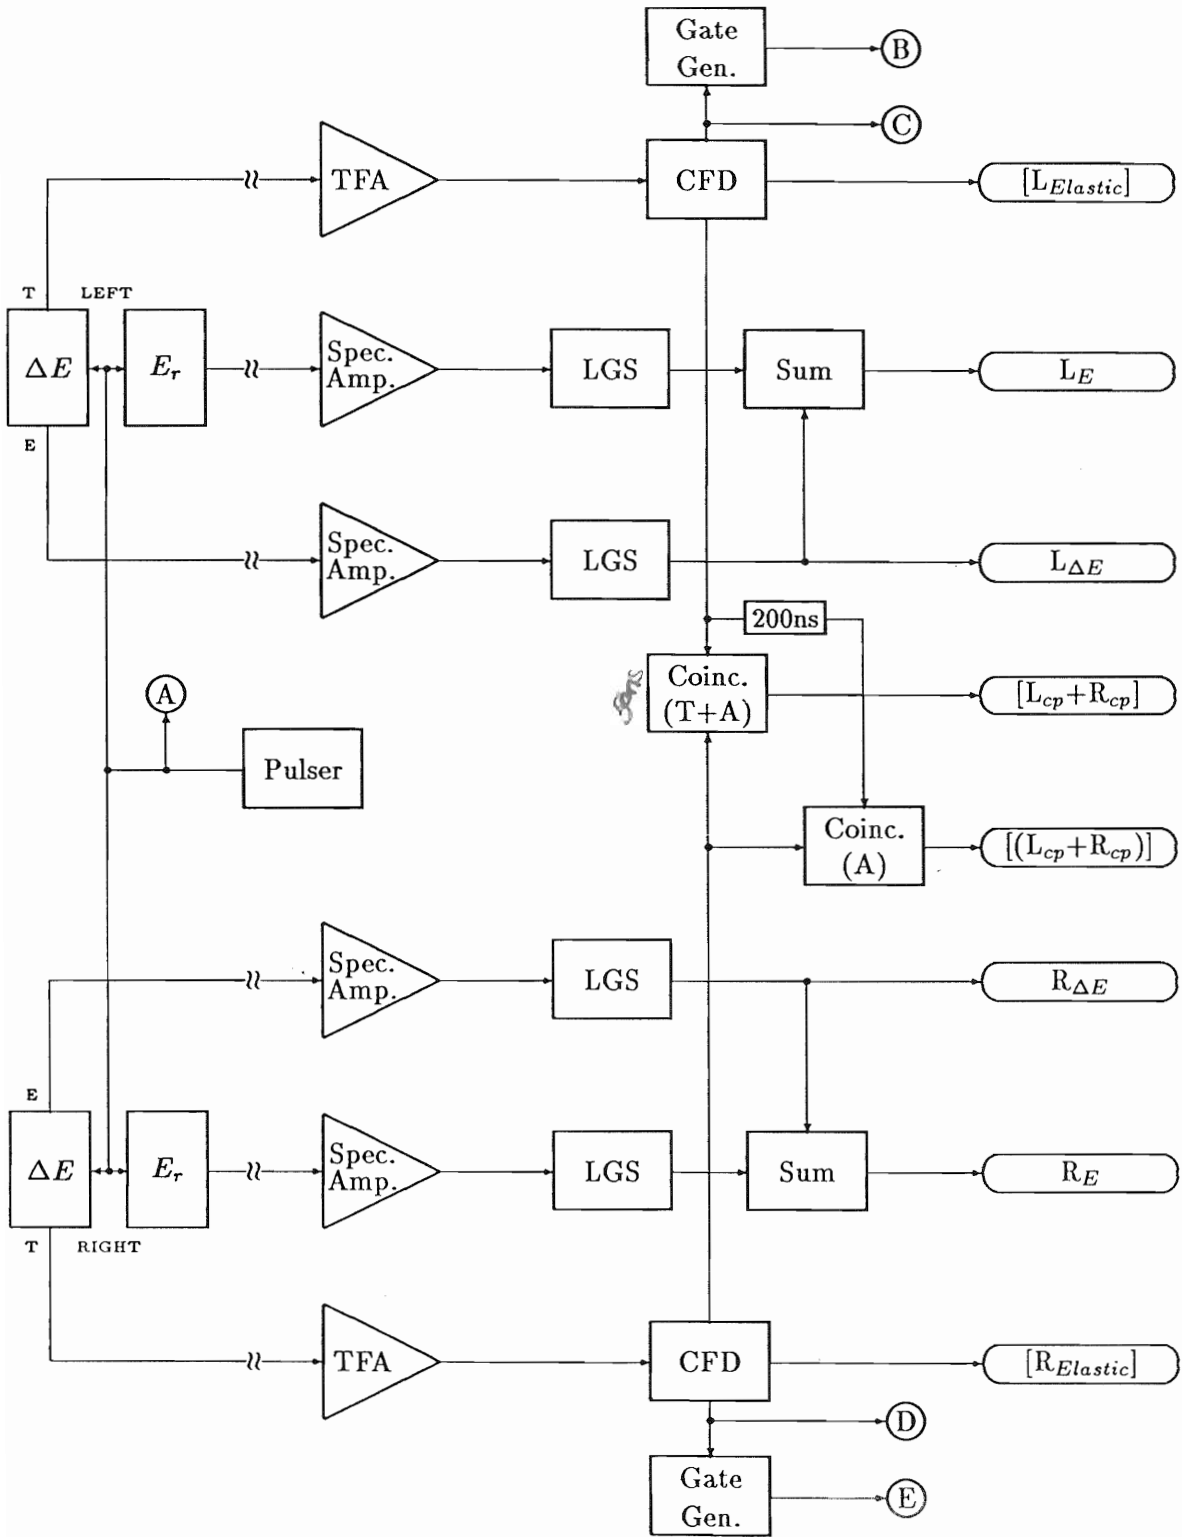 Gate
Gen.
B
C
TFA
CFD
[L_Elastic]
T
LEFT
ΔE
E_r
Spec.
Amp.
LGS
Sum
L_E
E
Spec.
Amp.
LGS
L_ΔE
200ns
A
Coinc.
(T+A)
[L_cp+R_cp]
Pulser
Coinc.
(A)
[(L_cp+R_cp)]
Spec.
Amp.
LGS
R_ΔE
E
ΔE
E_r
Spec.
Amp.
LGS
Sum
R_E
T
RIGHT
TFA
CFD
[R_Elastic]
D
Gate
Gen.
E